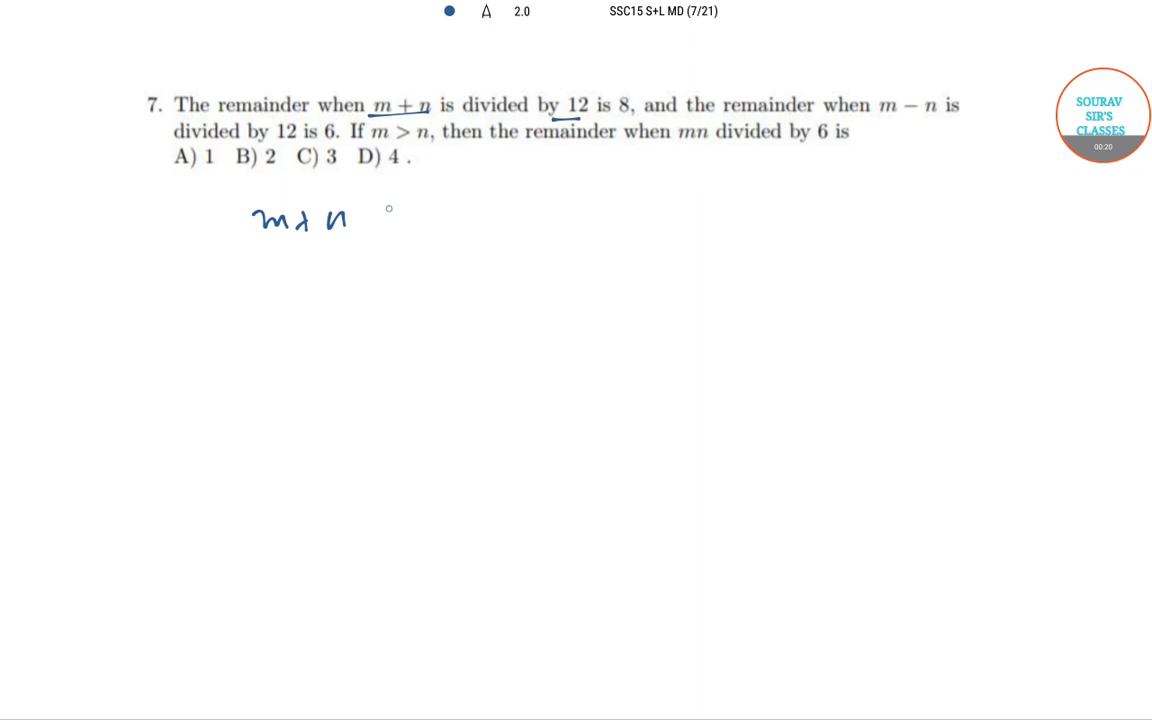 2.0 SSC15 S+L MD (7/21)
7. The remainder when m + n is divided by 12 is 8, and the remainder when m − n is
divided by 12 is 6. If m > n, then the remainder when mn divided by 6 is
A) 1 B) 2 C) 3 D) 4 .
SOURAV
SIR'S
CLASSES
00:20
m + n